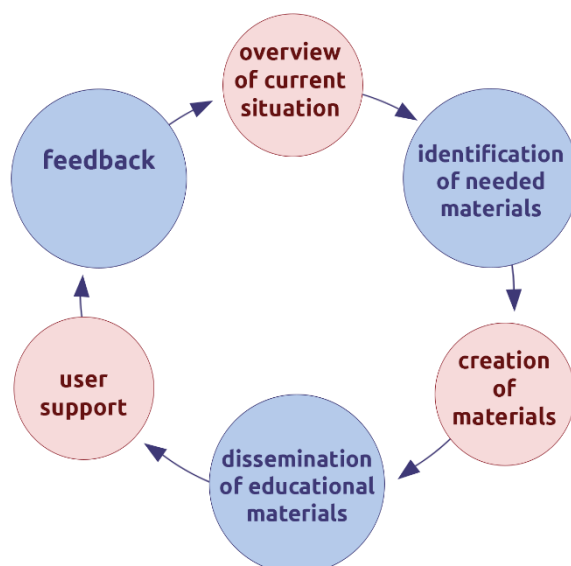 overview
of current
situation
identification
of needed
materials
creation
of
materials
dissemination
of educational
materials
user
support
feedback